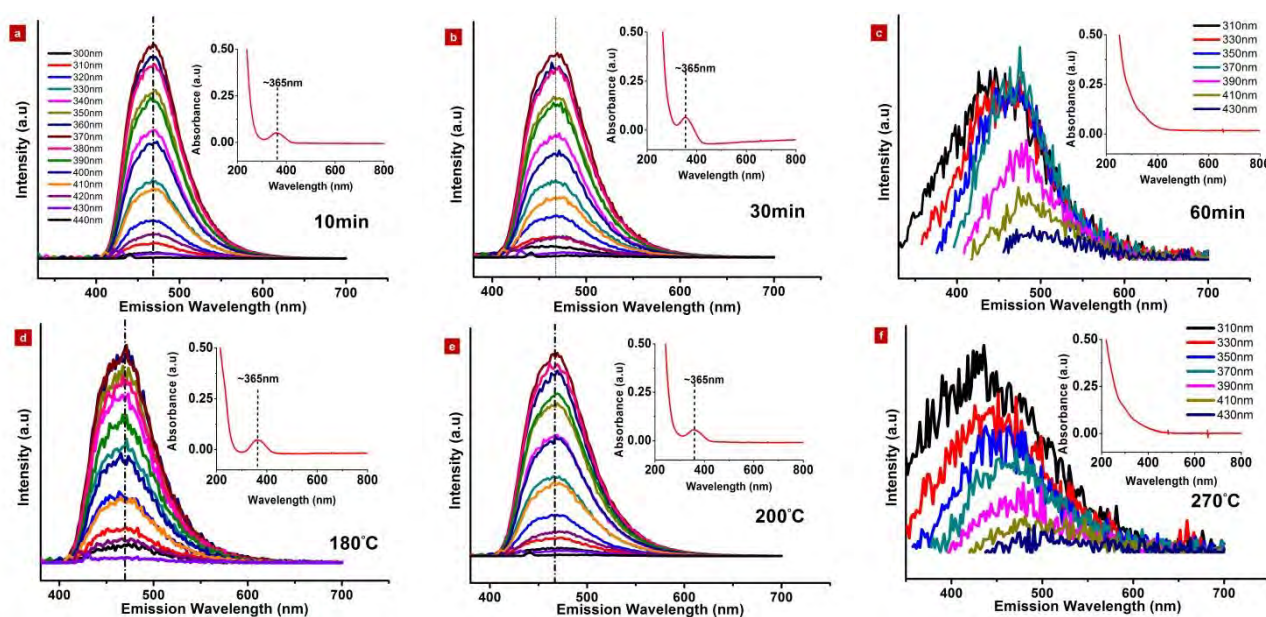 a
Intensity (a.u)
300nm
310nm
320nm
330nm
340nm
350nm
360nm
370nm
380nm
390nm
400nm
410nm
420nm
430nm
440nm
Absorbance (a.u)
0.50
0.25
0.00
~365nm
200 400 600 800
Wavelength (nm)
10min
400 500 600 700
Emission Wavelength (nm)
b
Intensity (a.u)
Absorbance (a.u)
0.50
0.25
0.00
~365nm
200 400 600 800
Wavelength (nm)
30min
400 500 600 700
Emission Wavelength (nm)
c
Intensity (a.u)
310nm
330nm
350nm
370nm
390nm
410nm
430nm
Absorbance (a.u)
0.50
0.25
0.00
200 400 600 800
Wavelength (nm)
60min
400 500 600 700
Emission Wavelength (nm)
d
Intensity (a.u)
Absorbance (a.u)
0.50
0.25
0.00
~365nm
200 400 600 800
Wavelength (nm)
180°C
400 500 600 700
Emission Wavelength (nm)
e
Intensity (a.u)
Absorbance (a.u)
0.50
0.25
0.00
~365nm
200 400 600 800
Wavelength (nm)
200°C
400 500 600 700
Emission Wavelength (nm)
f
Intensity (a.u)
310nm
330nm
350nm
370nm
390nm
410nm
430nm
Absorbance (a.u)
0.50
0.25
0.00
200 400 600 800
Wavelength (nm)
270°C
400 500 600 700
Emission Wavelength (nm)